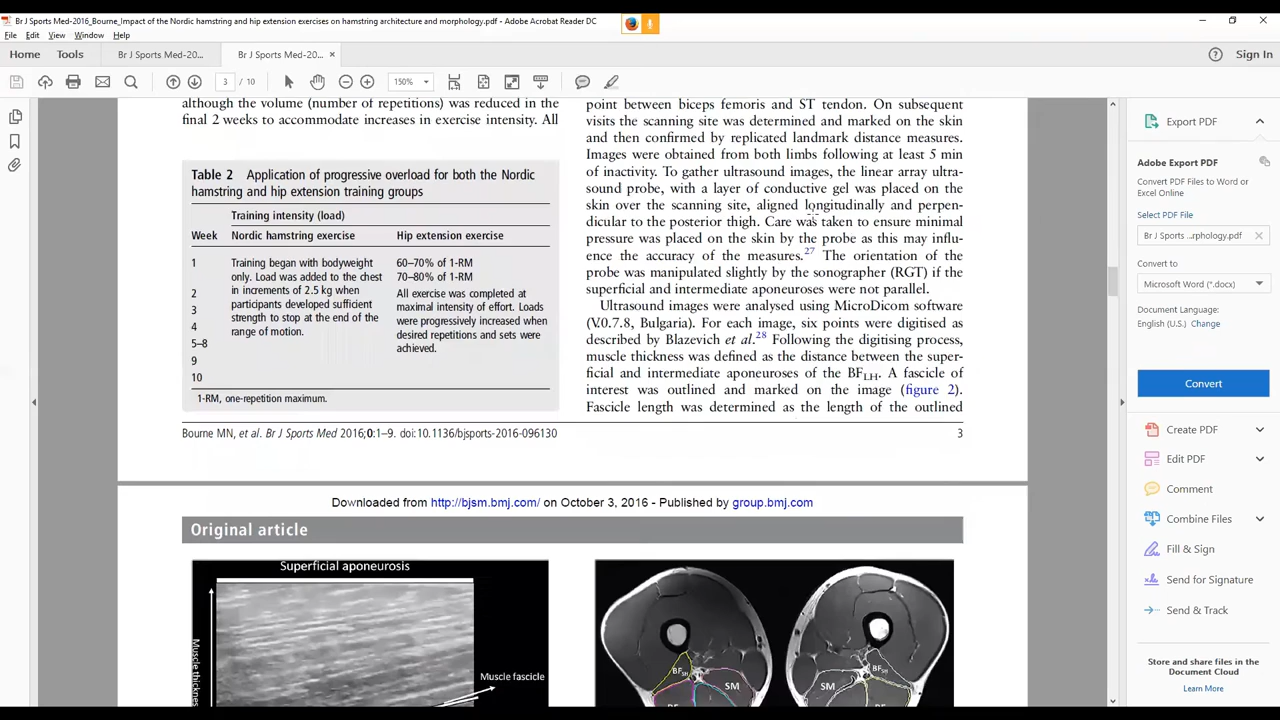 Br J Sports Med-2016_Bourne_Impact of the Nordic hamstring and hip extension exercises on hamstring architecture and morphology.pdf - Adobe Acrobat Reader DC
File Edit View Window Help
Home Tools Br J Sports Med-20... Br J Sports Med-20... ×
Sign In
3 / 10 150%
although the volume (number of repetitions) was reduced in the
final 2 weeks to accommodate increases in exercise intensity. All
Table 2 Application of progressive overload for both the Nordic
hamstring and hip extension training groups
Training intensity (load)
Week Nordic hamstring exercise Hip extension exercise
1 Training began with bodyweight 60–70% of 1-RM
only. Load was added to the chest 70–80% of 1-RM
in increments of 2.5 kg when All exercise was completed at
2 participants developed sufficient maximal intensity of effort. Loads
3 strength to stop at the end of the were progressively increased when
4 range of motion. desired repetitions and sets were
5–8 achieved.
9
10
1-RM, one-repetition maximum.
point between biceps femoris and ST tendon. On subsequent
visits the scanning site was determined and marked on the skin
and then confirmed by replicated landmark distance measures.
Images were obtained from both limbs following at least 5 min
of inactivity. To gather ultrasound images, the linear array ultra-
sound probe, with a layer of conductive gel was placed on the
skin over the scanning site, aligned longitudinally and perpen-
dicular to the posterior thigh. Care was taken to ensure minimal
pressure was placed on the skin by the probe as this may influ-
ence the accuracy of the measures.27 The orientation of the
probe was manipulated slightly by the sonographer (RGT) if the
superficial and intermediate aponeuroses were not parallel.
Ultrasound images were analysed using MicroDicom software
(V.0.7.8, Bulgaria). For each image, six points were digitised as
described by Blazevich et al.28 Following the digitising process,
muscle thickness was defined as the distance between the super-
ficial and intermediate aponeuroses of the BFLH. A fascicle of
interest was outlined and marked on the image (figure 2).
Fascicle length was determined as the length of the outlined
Bourne MN, et al. Br J Sports Med 2016;0:1–9. doi:10.1136/bjsports-2016-096130 3
Downloaded from http://bjsm.bmj.com/ on October 3, 2016 - Published by group.bmj.com
Original article
Superficial aponeurosis
Muscle thickness
Muscle fascicle
BFSH
SM
BFSH
SM
Export PDF
Adobe Export PDF
Convert PDF Files to Word or
Excel Online
Select PDF File
Br J Sports ...rphology.pdf ×
Convert to
Microsoft Word (*.docx)
Document Language:
English (U.S.) Change
Convert
Create PDF
Edit PDF
Comment
Combine Files
Fill & Sign
Send for Signature
Send & Track
Store and share files in the
Document Cloud
Learn More